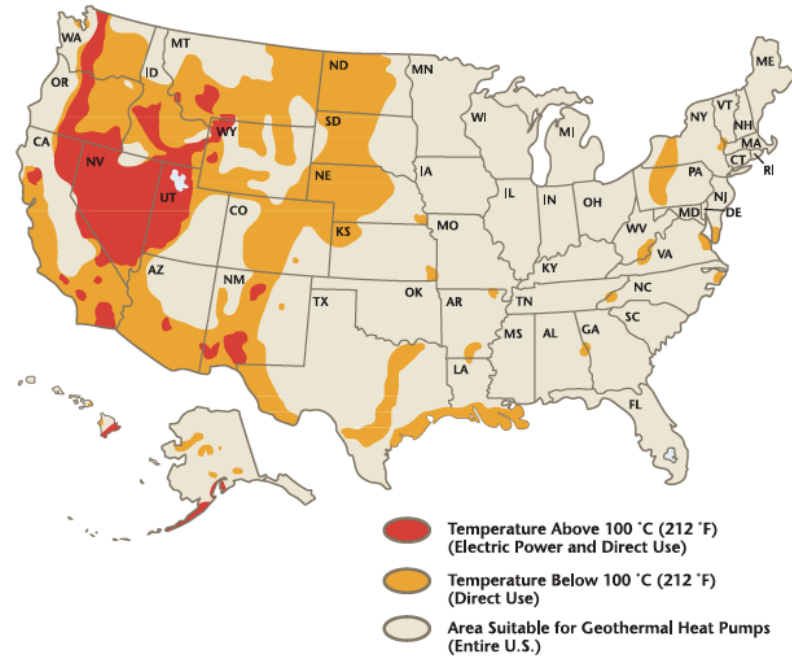 WA
MT
ND
MN
ME
OR
ID
VT
NY
NH
WI
SD
WY
MI
MA
CA
CT
RI
NV
NE
IA
PA
NJ
UT
IL
IN
OH
MD
DE
CO
WV
KS
MO
VA
KY
AZ
NM
NC
OK
TX
AR
TN
SC
MS
AL
GA
LA
FL
Temperature Above 100 °C (212 °F)
(Electric Power and Direct Use)
Temperature Below 100 °C (212 °F)
(Direct Use)
Area Suitable for Geothermal Heat Pumps
(Entire U.S.)